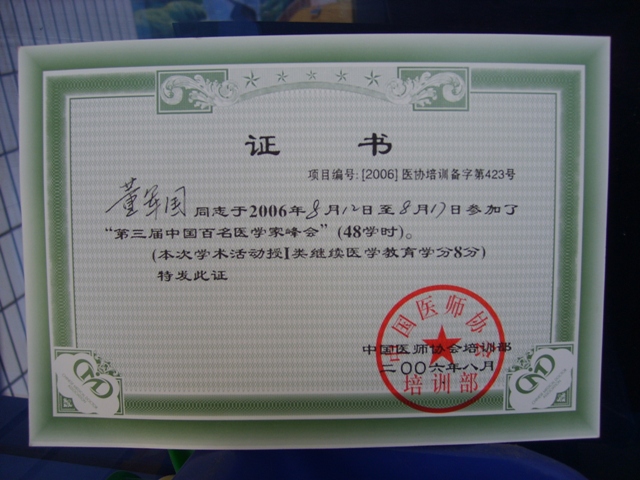 证 书
项目编号: [2006] 医协培训备字第423号
董军国 同志于2006年8月12日至8月17日参加了
“第三届中国百名医学家峰会” (48学时)。
(本次学术活动授I类继续医学教育学分8分)
特发此证
中国医师协会培训部
二〇〇六年八月
中国医师协会
培训部